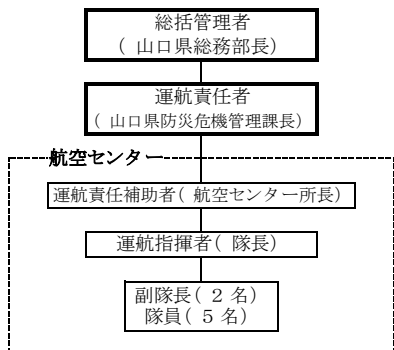 総括管理者
( 山口県総務部長)
運航責任者
( 山口県防災危機管理課長)
航空センター
運航責任補助者( 航空センター所長)
運航指揮者( 隊長)
副隊長( 2 名)
隊員( 5 名)